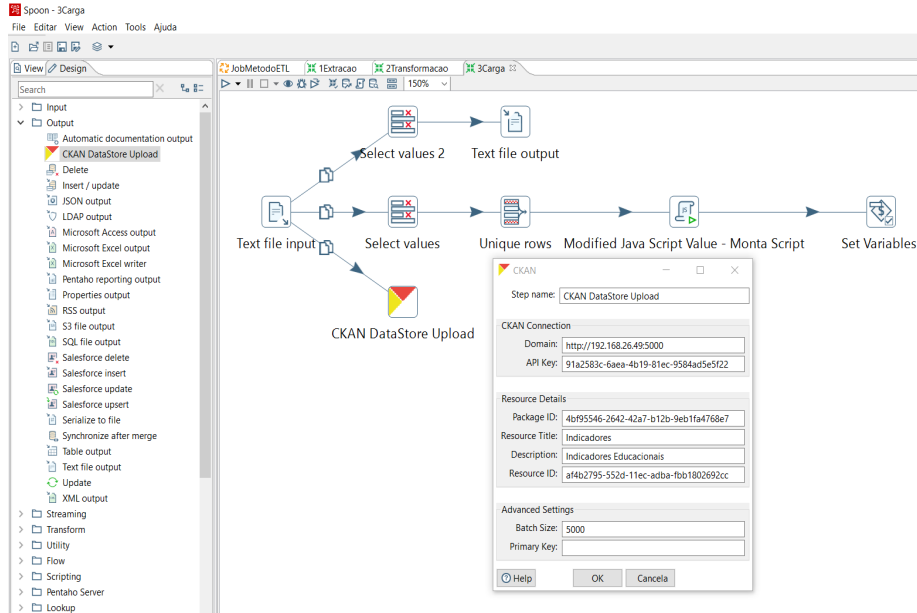 Spoon - 3Carga
File Editar View Action Tools Ajuda
View Design
JobMetodoETL 1Extracao 2Transformacao 3Carga
150%
Search
Input
Output
Automatic documentation output
CKAN DataStore Upload
Delete
Insert / update
JSON output
LDAP output
Microsoft Access output
Microsoft Excel output
Microsoft Excel writer
Pentaho reporting output
Properties output
RSS output
S3 file output
SQL file output
Salesforce delete
Salesforce insert
Salesforce update
Salesforce upsert
Serialize to file
Synchronize after merge
Table output
Text file output
Update
XML output
Streaming
Transform
Utility
Flow
Scripting
Pentaho Server
Lookup
Select values 2
Text file output
Text file input
Select values
Unique rows
Modified Java Script Value - Monta Script
Set Variables
CKAN DataStore Upload
CKAN
Step name: CKAN DataStore Upload
CKAN Connection
Domain: http://192.168.26.49:5000
API Key: 91a2583c-6aea-4b19-81ec-9584ad5e5f22
Resource Details
Package ID: 4bf95546-2642-42a7-b12b-9eb1fa4768e7
Resource Title: Indicadores
Description: Indicadores Educacionais
Resource ID: af4b2795-552d-11ec-adba-fbb1802692cc
Advanced Settings
Batch Size: 5000
Primary Key:
Help OK Cancela